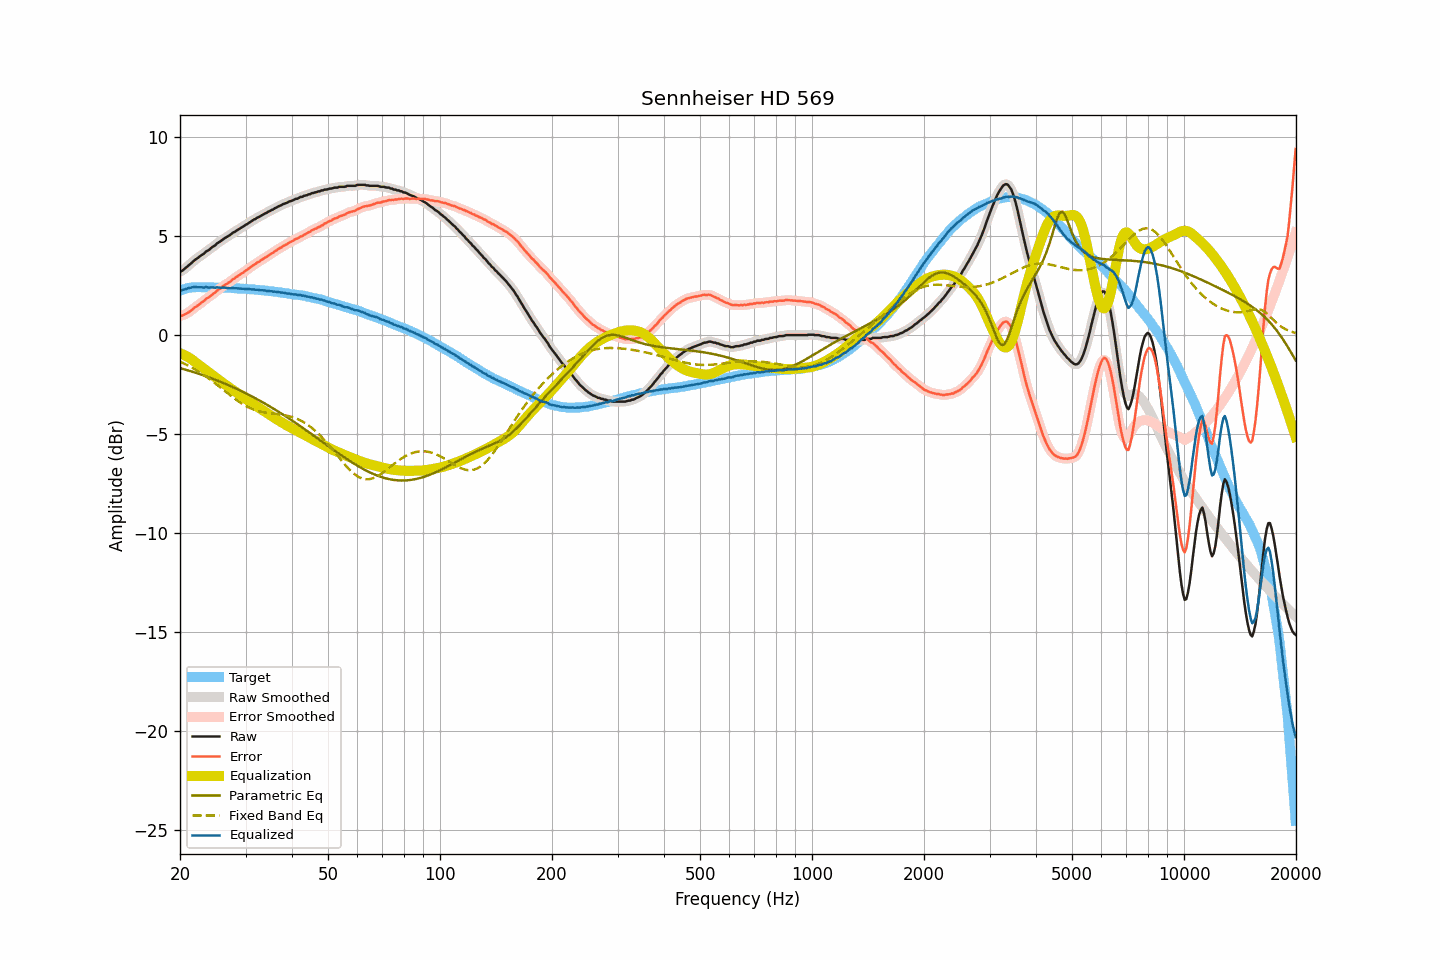 Sennheiser HD 569
10
5
0
−5
−10
−15
−20
−25
Amplitude (dBr)
Target
Raw Smoothed
Error Smoothed
Raw
Error
Equalization
Parametric Eq
Fixed Band Eq
Equalized
20 50 100 200 500 1000 2000 5000 10000 20000
Frequency (Hz)